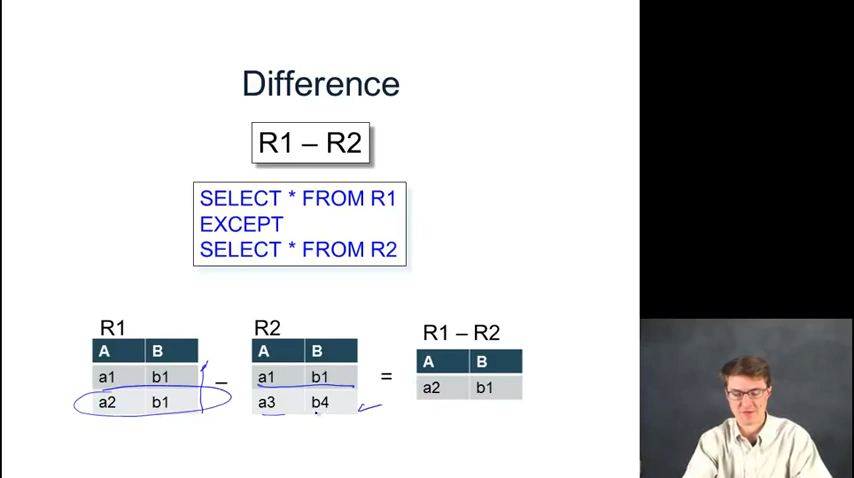 Difference
R1 – R2
SELECT * FROM R1
EXCEPT
SELECT * FROM R2
R1
A B
a1 b1
a2 b1
–
R2
A B
a1 b1
a3 b4
=
R1 – R2
A B
a2 b1